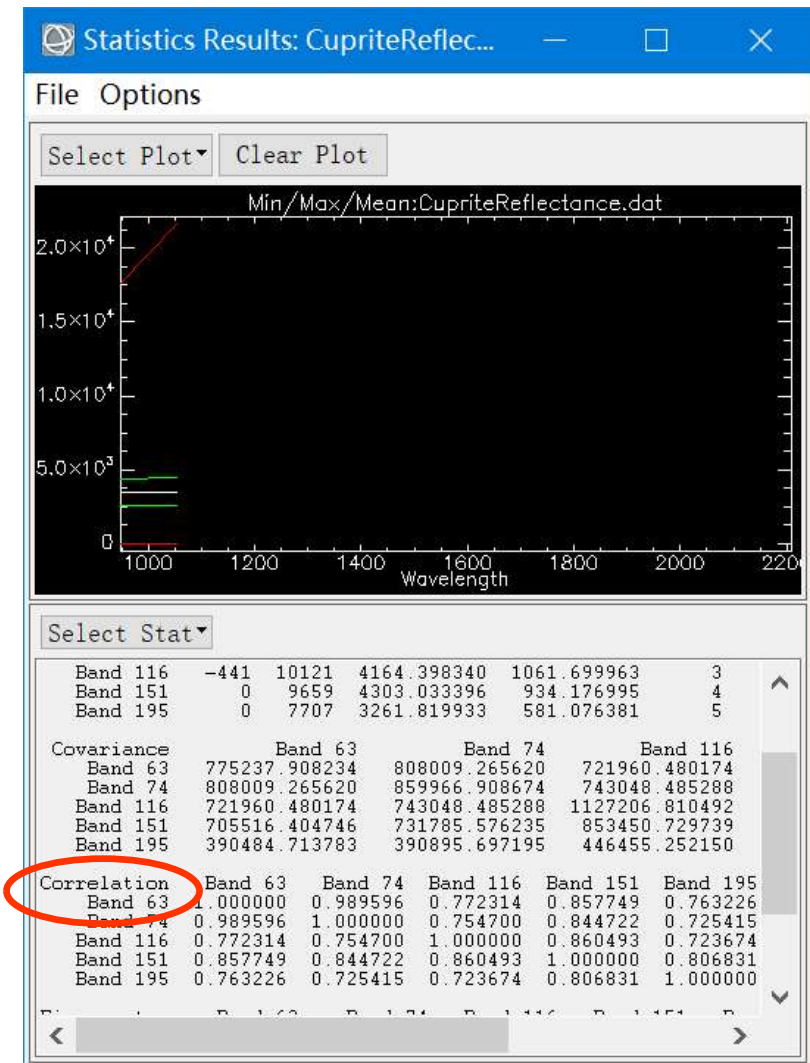 Statistics Results: CupriteReflec...
File Options
Select Plot Clear Plot
Min/Max/Mean:CupriteReflectance.dat
2.0×10⁴
1.5×10⁴
1.0×10⁴
5.0×10³
0
1000 1200 1400 1600 1800 2000 220
Wavelength
Select Stat
Band 116 -441 10121 4164.398340 1061.699963 3
Band 151 0 9659 4303.033396 934.176995 4
Band 195 0 7707 3261.819933 581.076381 5
Covariance Band 63 Band 74 Band 116
Band 63 775237.908234 808009.265620 721960.480174
Band 74 808009.265620 859966.908674 743048.485288
Band 116 721960.480174 743048.485288 1127206.810492
Band 151 705516.404746 731785.576235 853450.729739
Band 195 390484.713783 390895.697195 446455.252150
Correlation Band 63 Band 74 Band 116 Band 151 Band 195
Band 63 1.000000 0.989596 0.772314 0.857749 0.763226
Band 74 0.989596 1.000000 0.754700 0.844722 0.725415
Band 116 0.772314 0.754700 1.000000 0.860493 0.723674
Band 151 0.857749 0.844722 0.860493 1.000000 0.806831
Band 195 0.763226 0.725415 0.723674 0.806831 1.000000